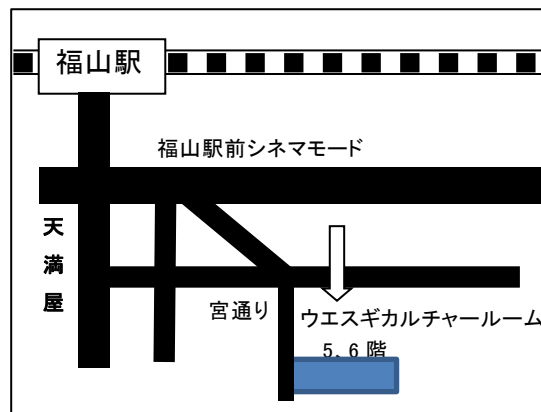 福山駅
福山駅前シネマモード
天満屋
宮通り
ウエスギカルチャールーム
5、6階